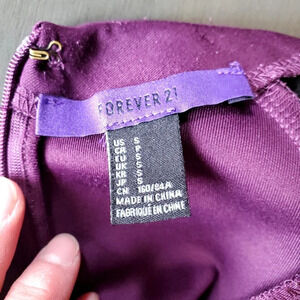 FOREVER 21
US S
CA P
EU S
UK S
KR S
JP S
CN 160/84A
MADE IN CHINA
FABRIQUÉ EN CHINE